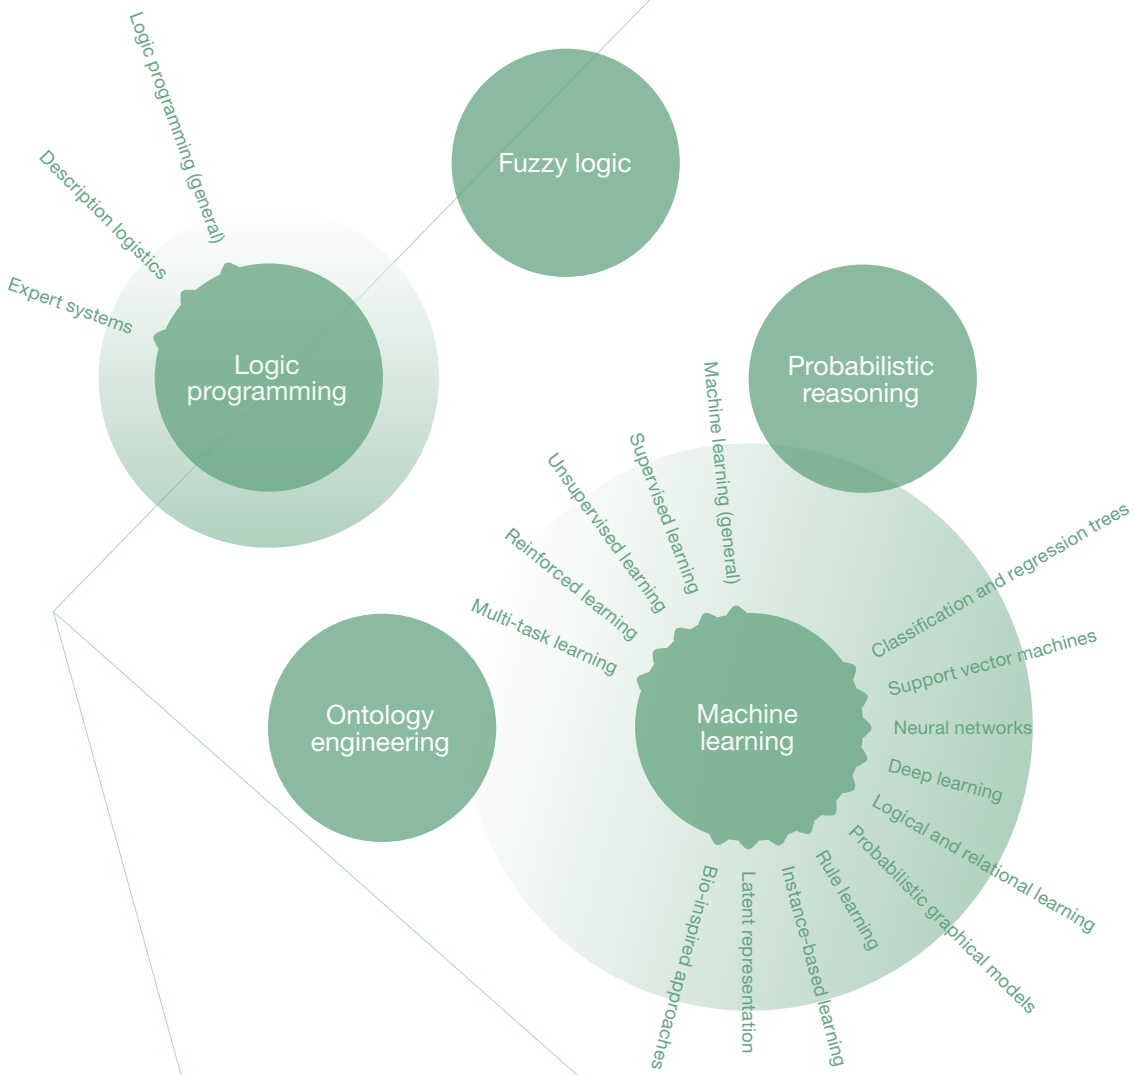 Logic programming (general)
Description logistics
Expert systems
Logic
programming
Fuzzy logic
Probabilistic
reasoning
Ontology
engineering
Machine
learning
Machine learning (general)
Supervised learning
Unsupervised learning
Reinforced learning
Multi-task learning
Classification and regression trees
Support vector machines
Neural networks
Deep learning
Logical and relational learning
Probabilistic graphical models
Rule learning
Instance-based learning
Latent representation
Bio-inspired approaches